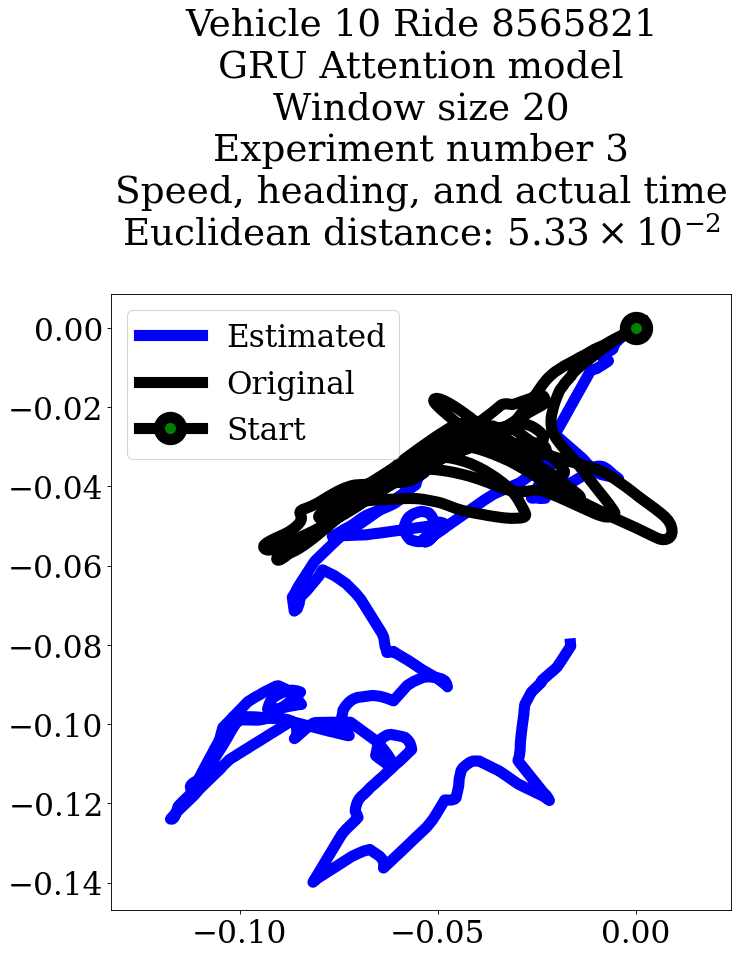 Vehicle 10 Ride 8565821
GRU Attention model
Window size 20
Experiment number 3
Speed, heading, and actual time
Euclidean distance: 5.33 × 10⁻²
Estimated
Original
Start
0.00
−0.02
−0.04
−0.06
−0.08
−0.10
−0.12
−0.14
−0.10
−0.05
0.00